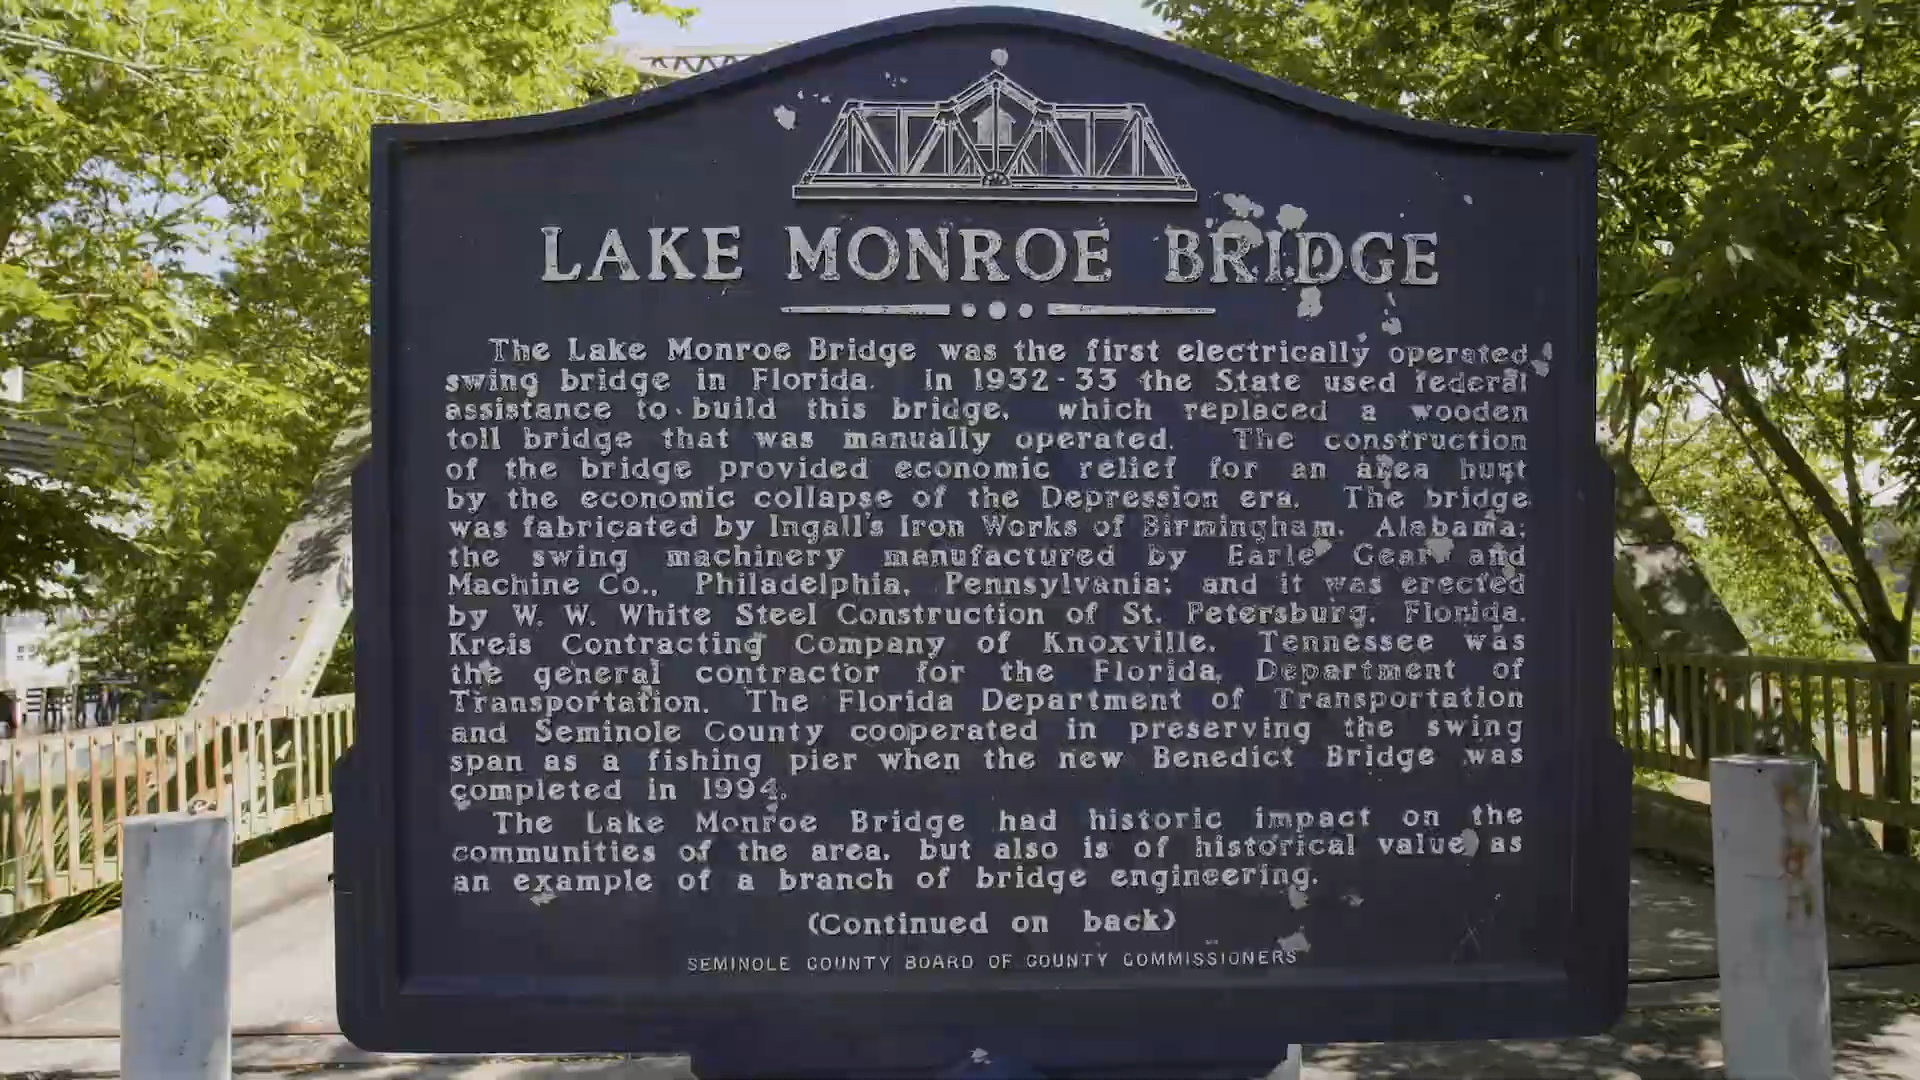 LAKE MONROE BRIDGE
The Lake Monroe Bridge was the first electrically operated
swing bridge in Florida. In 1932-33 the State used federal
assistance to build this bridge, which replaced a wooden
toll bridge that was manually operated. The construction
of the bridge provided economic relief for an area hurt
by the economic collapse of the Depression era. The bridge
was fabricated by Ingall's Iron Works of Birmingham, Alabama;
the swing machinery manufactured by Earle Gear and
Machine Co., Philadelphia, Pennsylvania; and it was erected
by W. W. White Steel Construction of St. Petersburg, Florida.
Kreis Contracting Company of Knoxville, Tennessee was
the general contractor for the Florida, Department of
Transportation. The Florida Department of Transportation
and Seminole County cooperated in preserving the swing
span as a fishing pier when the new Benedict Bridge was
completed in 1994.
The Lake Monroe Bridge had historic impact on the
communities of the area, but also is of historical value as
an example of a branch of bridge engineering.
(Continued on back)
SEMINOLE COUNTY BOARD OF COUNTY COMMISSIONERS